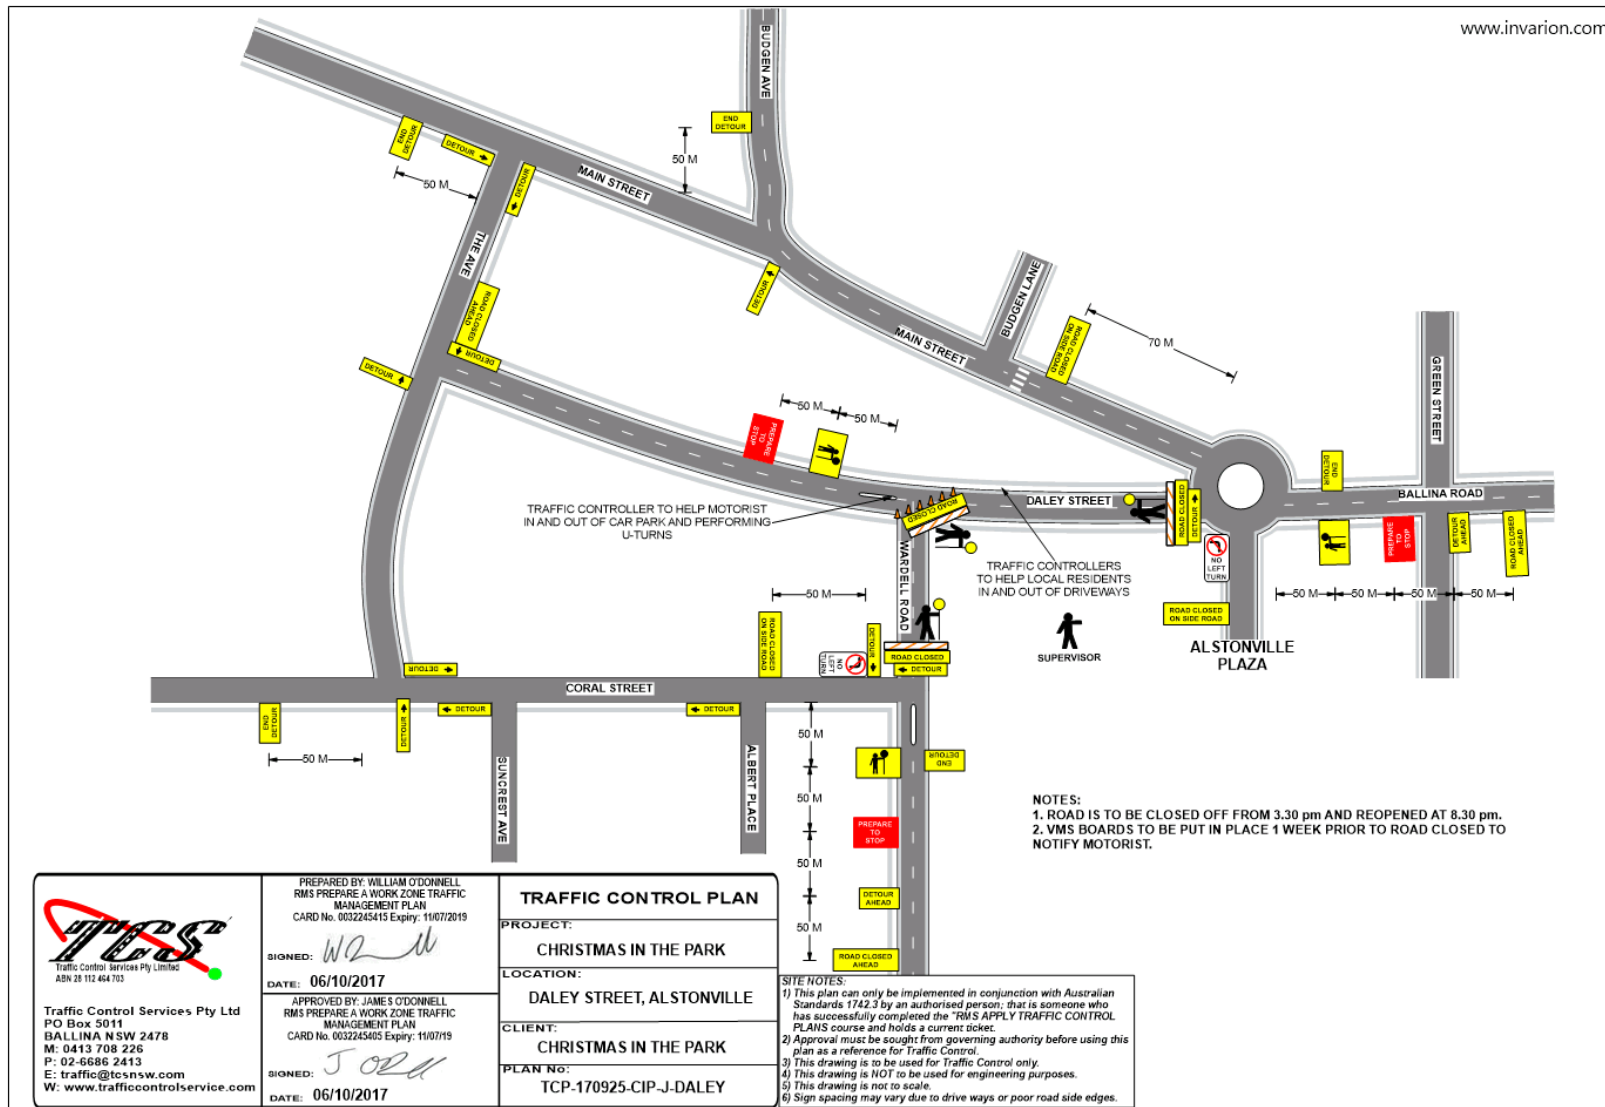 www.invarion.com
BUDGEN AVE
END
DETOUR
50 M
END
DETOUR
DETOUR
50 M
DETOUR
MAIN STREET
THE AVE
DETOUR
BUDGEN LANE
ROAD CLOSED
AHEAD
DETOUR
DETOUR
MAIN STREET
ROAD CLOSED
ON SIDE ROAD
70 M
GREEN STREET
50 M
50 M
PREPARE
TO
STOP
END
DETOUR
BALLINA ROAD
DALEY STREET
ROAD CLOSED
DETOUR
ROAD CLOSED
TRAFFIC CONTROLLER TO HELP MOTORIST
IN AND OUT OF CAR PARK AND PERFORMING
U-TURNS
NO
LEFT
TURN
PREPARE
TO
STOP
DETOUR
AHEAD
ROAD CLOSED
AHEAD
TRAFFIC CONTROLLERS
TO HELP LOCAL RESIDENTS
IN AND OUT OF DRIVEWAYS
50 M
50 M
50 M
50 M
WARDELL ROAD
50 M
ROAD CLOSED
ON SIDE ROAD
DETOUR
NO
LEFT
TURN
ROAD CLOSED
DETOUR
SUPERVISOR
ROAD CLOSED
ON SIDE ROAD
ALSTONVILLE
PLAZA
DETOUR
CORAL STREET
DETOUR
END
DETOUR
DETOUR
DETOUR
50 M
SUNCREST AVE
ALBERT PLACE
50 M
END
DETOUR
50 M
PREPARE
TO
STOP
50 M
DETOUR
AHEAD
50 M
ROAD CLOSED
AHEAD
NOTES:
1. ROAD IS TO BE CLOSED OFF FROM 3.30 pm AND REOPENED AT 8.30 pm.
2. VMS BOARDS TO BE PUT IN PLACE 1 WEEK PRIOR TO ROAD CLOSED TO
NOTIFY MOTORIST.
TCS
Traffic Control Services Pty Limited
ABN 28 112 464 703
Traffic Control Services Pty Ltd
PO Box 5011
BALLINA NSW 2478
M: 0413 708 226
P: 02-6686 2413
E: traffic@tcsnsw.com
W: www.trafficcontrolservice.com
PREPARED BY: WILLIAM O'DONNELL
RMS PREPARE A WORK ZONE TRAFFIC
MANAGEMENT PLAN
CARD No. 0032245415 Expiry: 11/07/2019
SIGNED:
DATE: 06/10/2017
APPROVED BY: JAMES O'DONNELL
RMS PREPARE A WORK ZONE TRAFFIC
MANAGEMENT PLAN
CARD No. 0032245405 Expiry: 11/07/19
SIGNED:
DATE: 06/10/2017
TRAFFIC CONTROL PLAN
PROJECT:
CHRISTMAS IN THE PARK
LOCATION:
DALEY STREET, ALSTONVILLE
CLIENT:
CHRISTMAS IN THE PARK
PLAN No:
TCP-170925-CIP-J-DALEY
SITE NOTES:
1) This plan can only be implemented in conjunction with Australian
Standards 1742.3 by an authorised person; that is someone who
has successfully completed the "RMS APPLY TRAFFIC CONTROL
PLANS course and holds a current ticket.
2) Approval must be sought from governing authority before using this
plan as a reference for Traffic Control.
3) This drawing is to be used for Traffic Control only.
4) This drawing is NOT to be used for engineering purposes.
5) This drawing is not to scale.
6) Sign spacing may vary due to drive ways or poor road side edges.